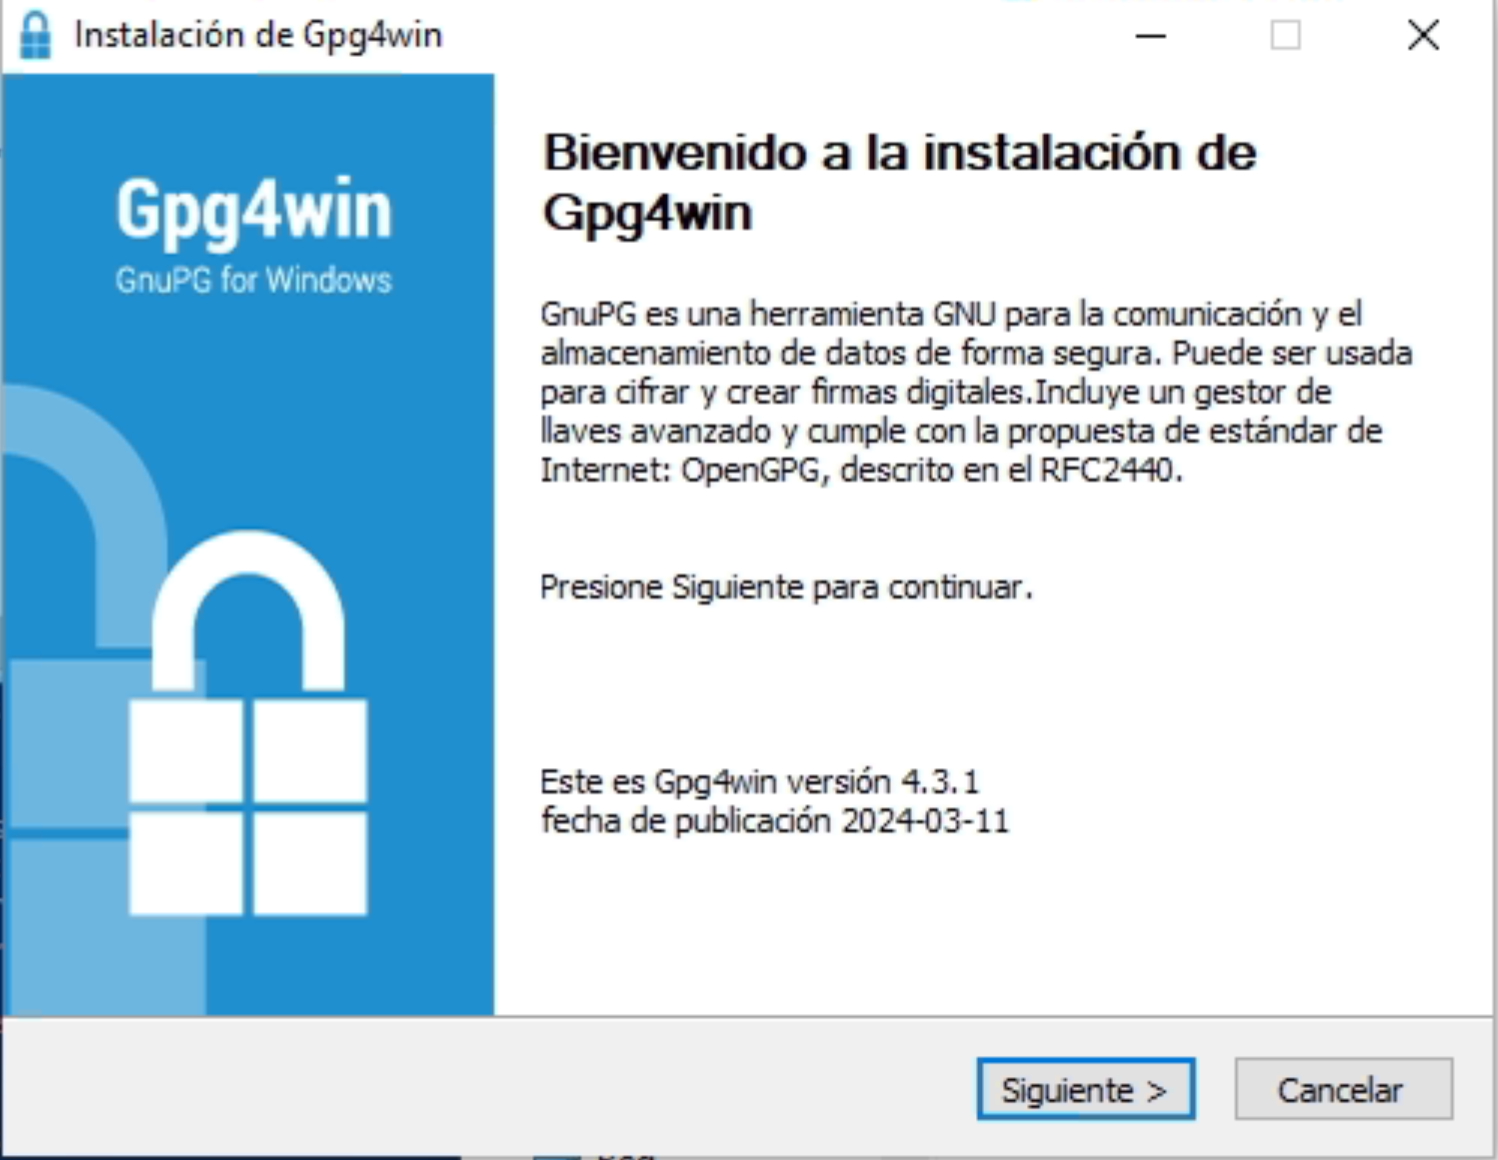 Instalación de Gpg4win
Gpg4win
GnuPG for Windows
Bienvenido a la instalación de
Gpg4win
GnuPG es una herramienta GNU para la comunicación y el
almacenamiento de datos de forma segura. Puede ser usada
para cifrar y crear firmas digitales.Incluye un gestor de
llaves avanzado y cumple con la propuesta de estándar de
Internet: OpenGPG, descrito en el RFC2440.
Presione Siguiente para continuar.
Este es Gpg4win versión 4.3.1
fecha de publicación 2024-03-11
Siguiente >
Cancelar